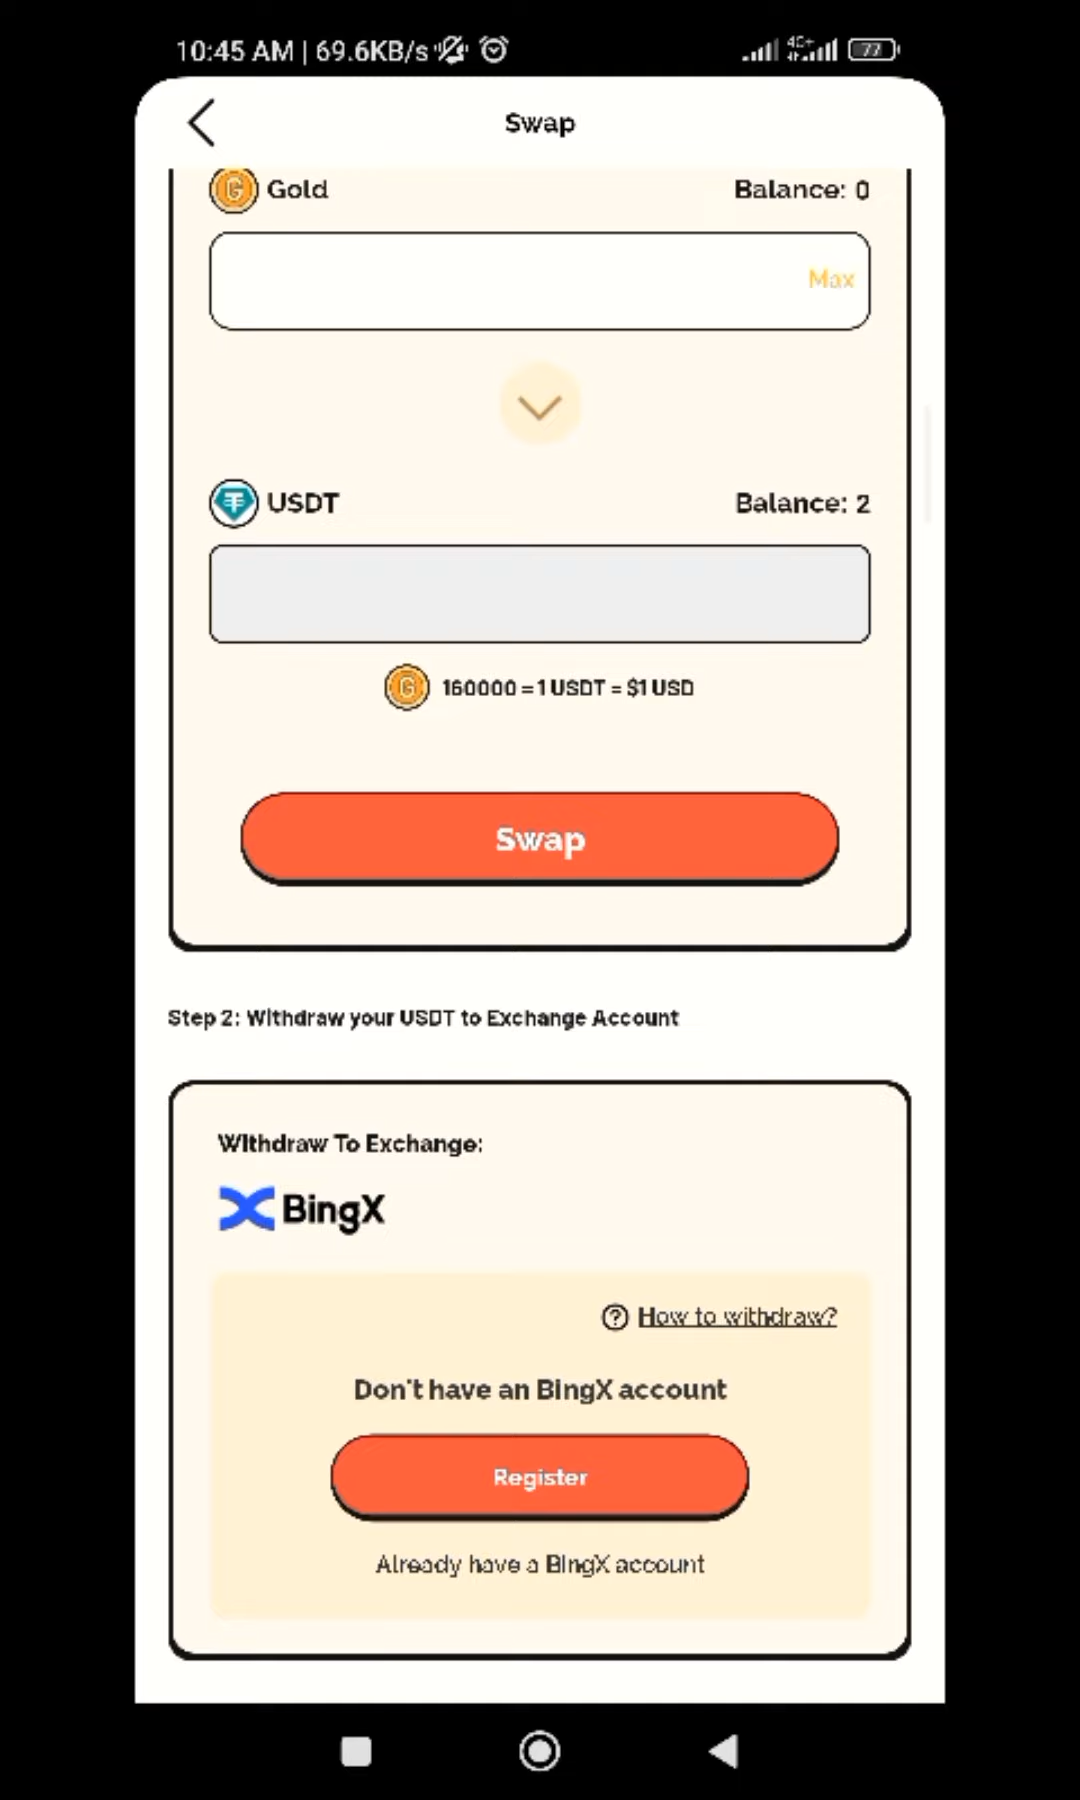 10:45 AM | 69.6KB/s
4G+
77
Swap
Gold
Balance: 0
Max
USDT
Balance: 2
160000 = 1 USDT = $1 USD
Swap
Step 2: Withdraw your USDT to Exchange Account
Withdraw To Exchange:
BingX
How to withdraw?
Don't have an BingX account
Register
Already have a BingX account